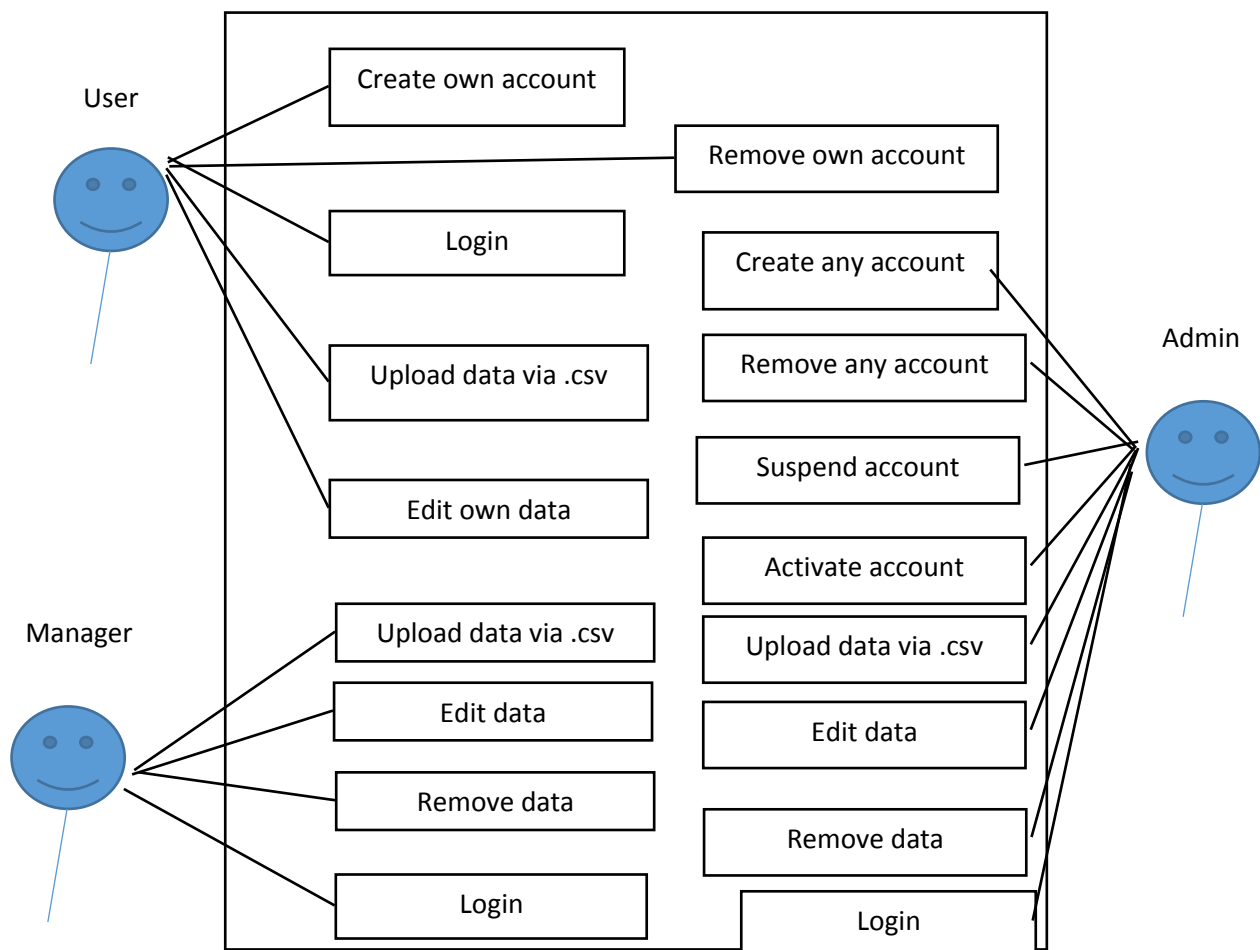 User
Create own account
Remove own account
Login
Create any account
Admin
Remove any account
Upload data via .csv
Suspend account
Edit own data
Activate account
Manager
Upload data via .csv
Upload data via .csv
Edit data
Edit data
Remove data
Remove data
Login
Login